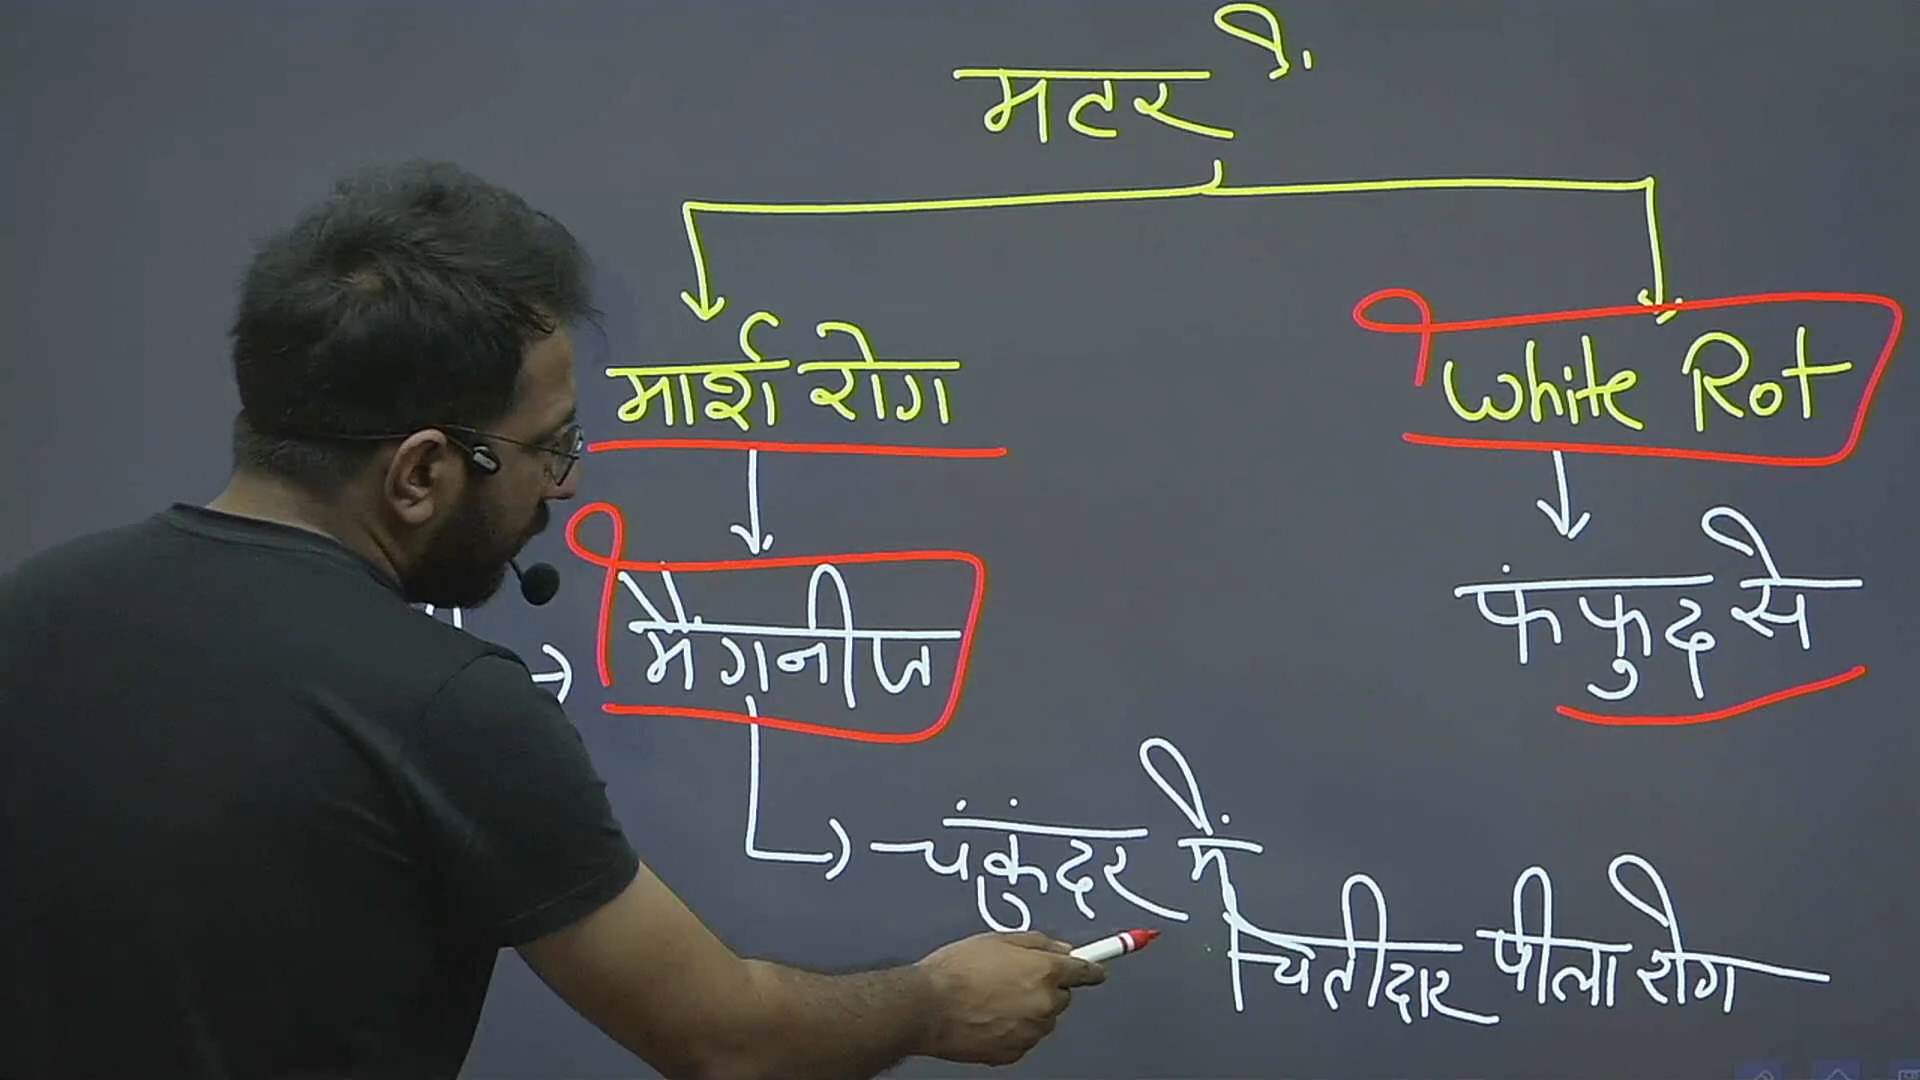 मटर में
मार्श रोग
White Rot
मैगनीज
फंफुद से
चंकुंदर में
चितीदार पीला रोग